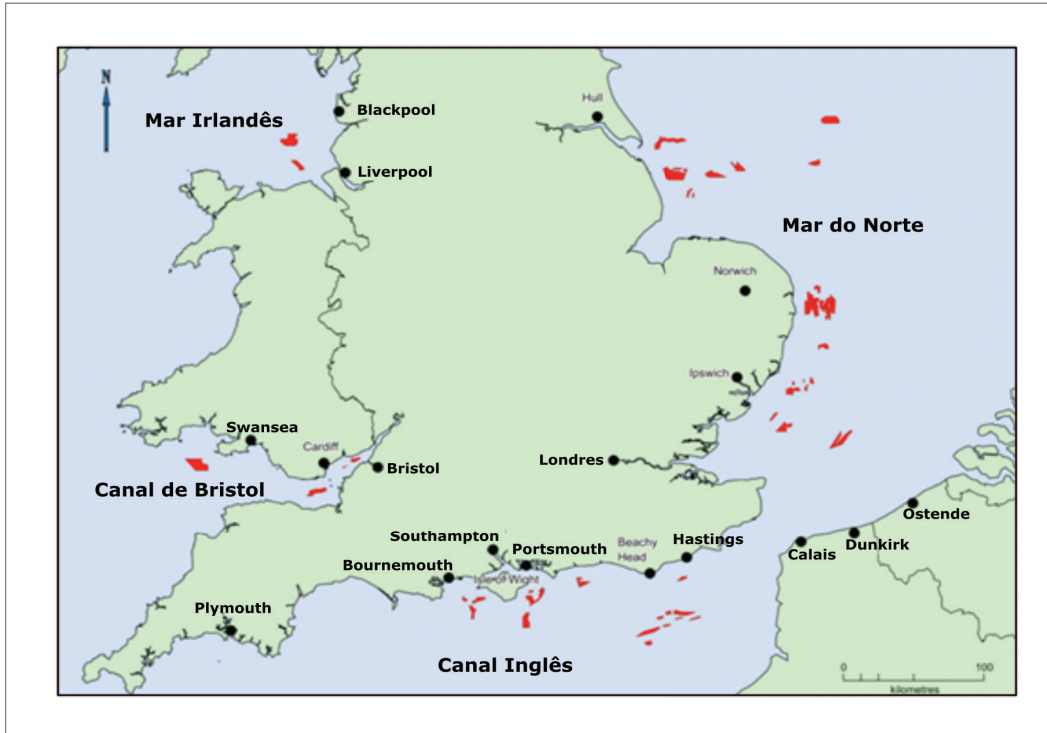 N
Mar Irlandês
Blackpool
Liverpool
Hull
Mar do Norte
Norwich
Ipswich
Swansea
Cardiff
Bristol
Canal de Bristol
Londres
Southampton
Portsmouth
Bournemouth
Isle of Wight
Beachy
Head
Hastings
Calais
Dunkirk
Ostende
Plymouth
Canal Inglês
0 100
kilometres